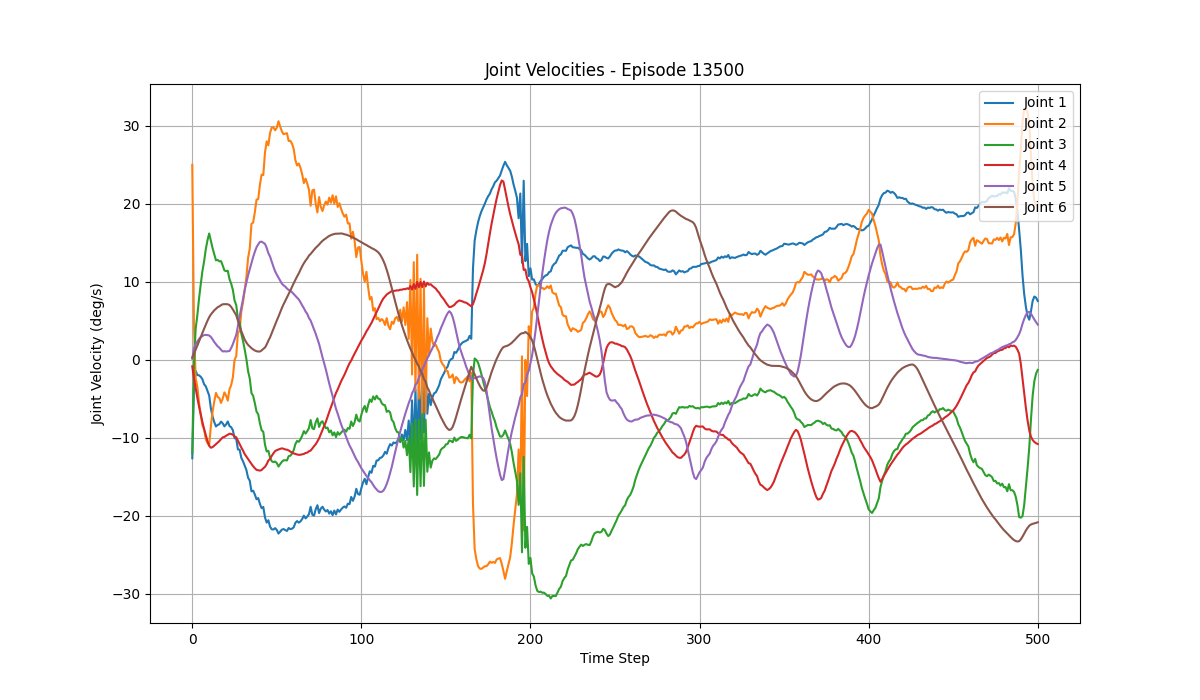 Joint Velocities - Episode 13500
Joint Velocity (deg/s)
30
20
10
0
−10
−20
−30
Joint 1
Joint 2
Joint 3
Joint 4
Joint 5
Joint 6
0
100
200
300
400
500
Time Step